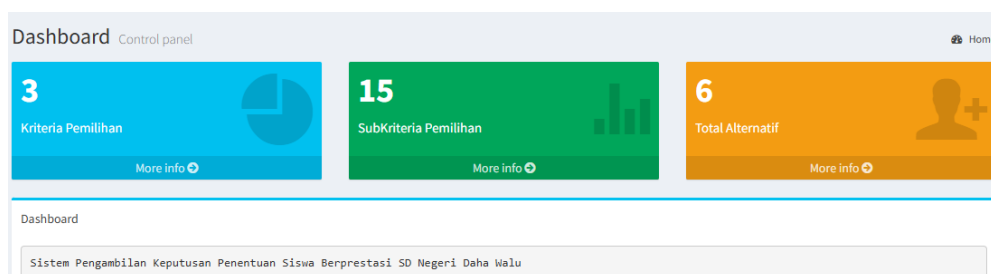 Dashboard Control panel
Hom
3
Kriteria Pemilihan
More info
15
SubKriteria Pemilihan
More info
6
Total Alternatif
More info
Dashboard
Sistem Pengambilan Keputusan Penentuan Siswa Berprestasi SD Negeri Daha Walu